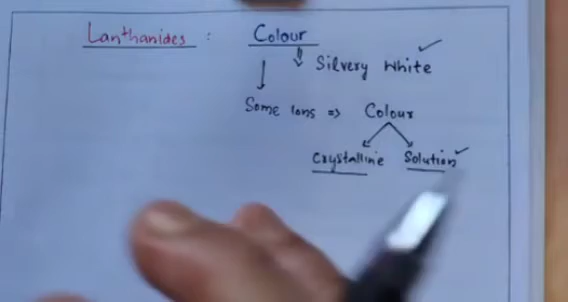 Lanthanides : Colour
Silvery White
Some Ions => Colour
Crystalline Solution